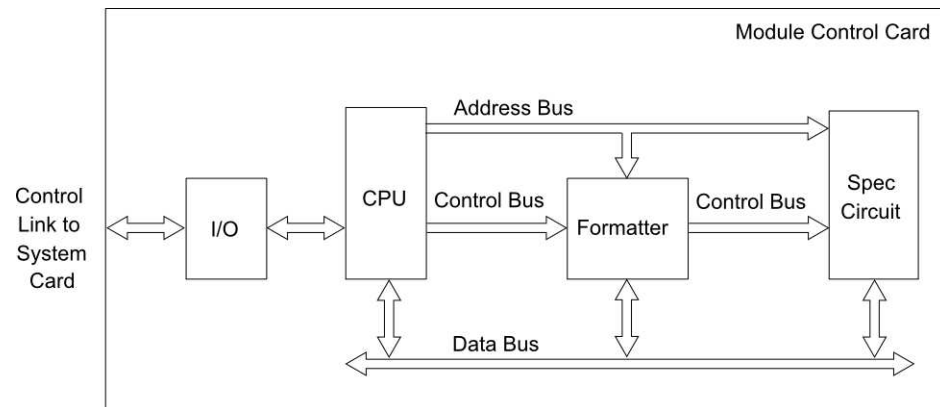 Module Control Card
Address Bus
Control
Link to
System
Card
I/O
CPU
Control Bus
Formatter
Control Bus
Spec
Circuit
Data Bus